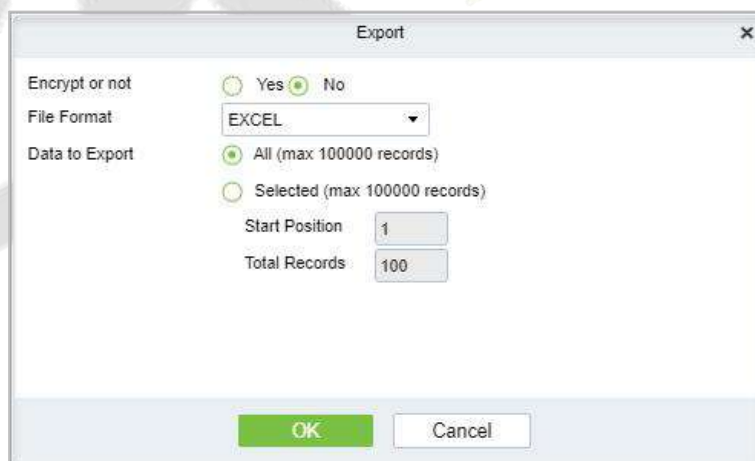 Export
Encrypt or not Yes No
File Format EXCEL
Data to Export All (max 100000 records)
Selected (max 100000 records)
Start Position 1
Total Records 100
OK Cancel